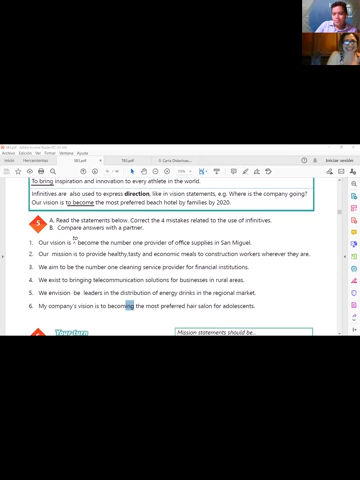 SB3.pdf
Archivo Edición Ver Firmar Ventana Ayuda
Inicio Herramientas SB3.pdf TB3.pdf Iniciar sesión
To bring inspiration and innovation to every athlete in the world.
Infinitives are also used to express direction, like in vision statements, e.g. Where is the company going?
Our vision is to become the most preferred beach hotel by families by 2020.
5
A. Read the statements below. Correct the 4 mistakes related to the use of infinitives.
B. Compare answers with a partner.
to
1. Our vision is ^ become the number one provider of office supplies in San Miguel.
2. Our mission is to provide healthy,tasty and economic meals to construction workers wherever they are.
3. We aim to be the number one cleaning service provider for financial institutions.
4. We exist to bringing telecommunication solutions for businesses in rural areas.
5. We envision be leaders in the distribution of energy drinks in the regional market.
6. My company's vision is to becoming the most preferred hair salon for adolescents.
Your turn
Mission statements should be...